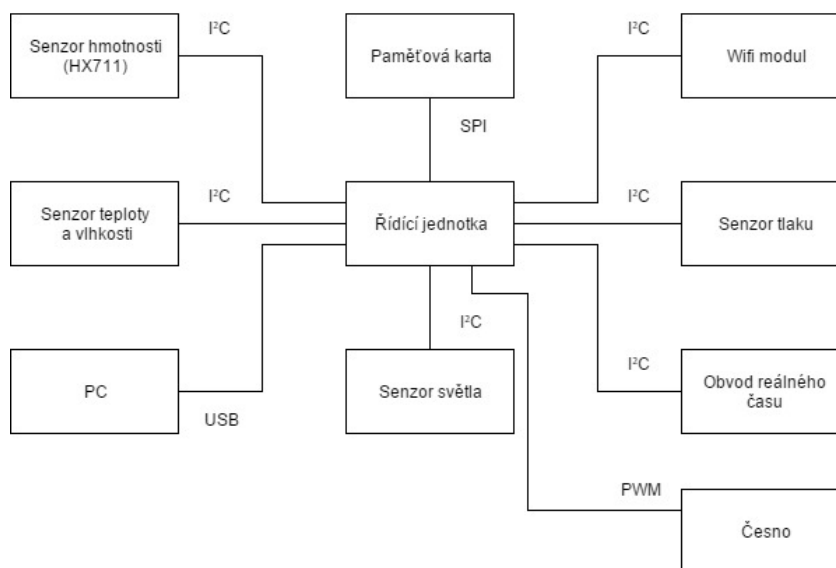 I²C
I²C
Senzor hmotnosti
(HX711)
Paměťová karta
Wifi modul
SPI
I²C
I²C
Senzor teploty
a vlhkosti
Řídící jednotka
Senzor tlaku
I²C
I²C
PC
Senzor světla
Obvod reálného
času
USB
PWM
Česno